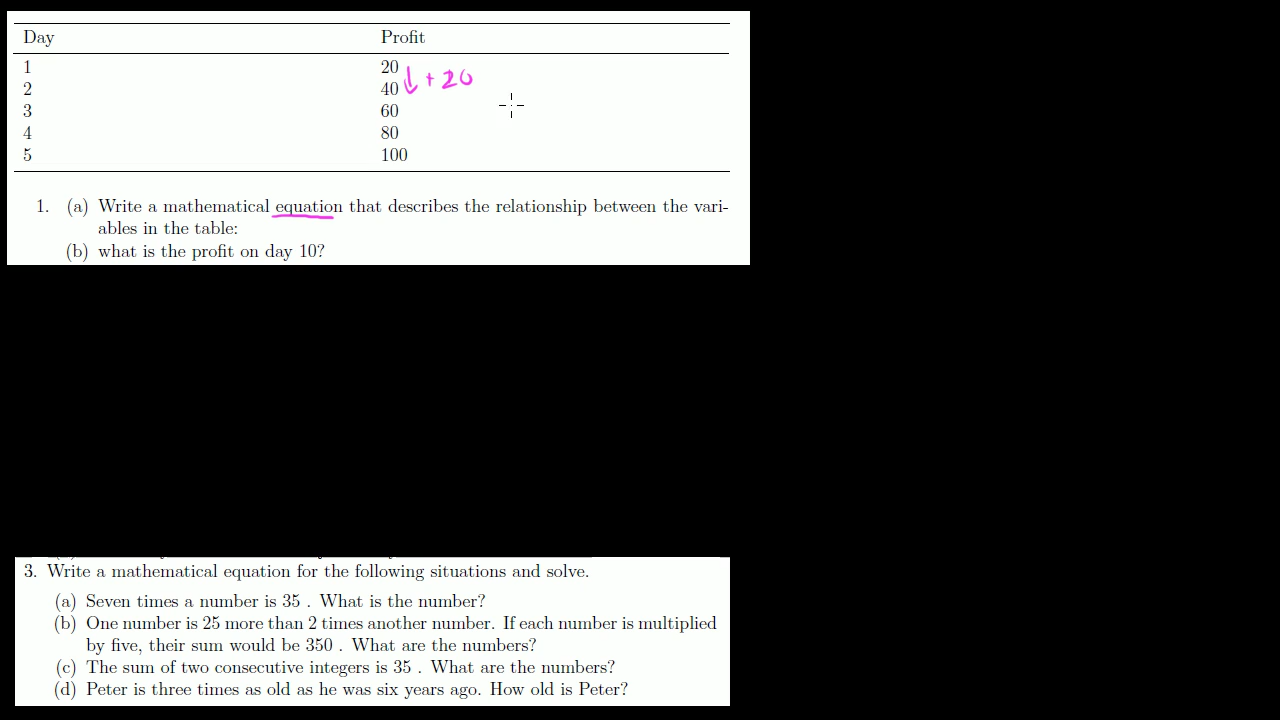 Day Profit
1 20
2 40 ↓ + 20
3 60
4 80
5 100
1. (a) Write a mathematical equation that describes the relationship between the vari-
ables in the table:
(b) what is the profit on day 10?
3. Write a mathematical equation for the following situations and solve.
(a) Seven times a number is 35 . What is the number?
(b) One number is 25 more than 2 times another number. If each number is multiplied
by five, their sum would be 350 . What are the numbers?
(c) The sum of two consecutive integers is 35 . What are the numbers?
(d) Peter is three times as old as he was six years ago. How old is Peter?